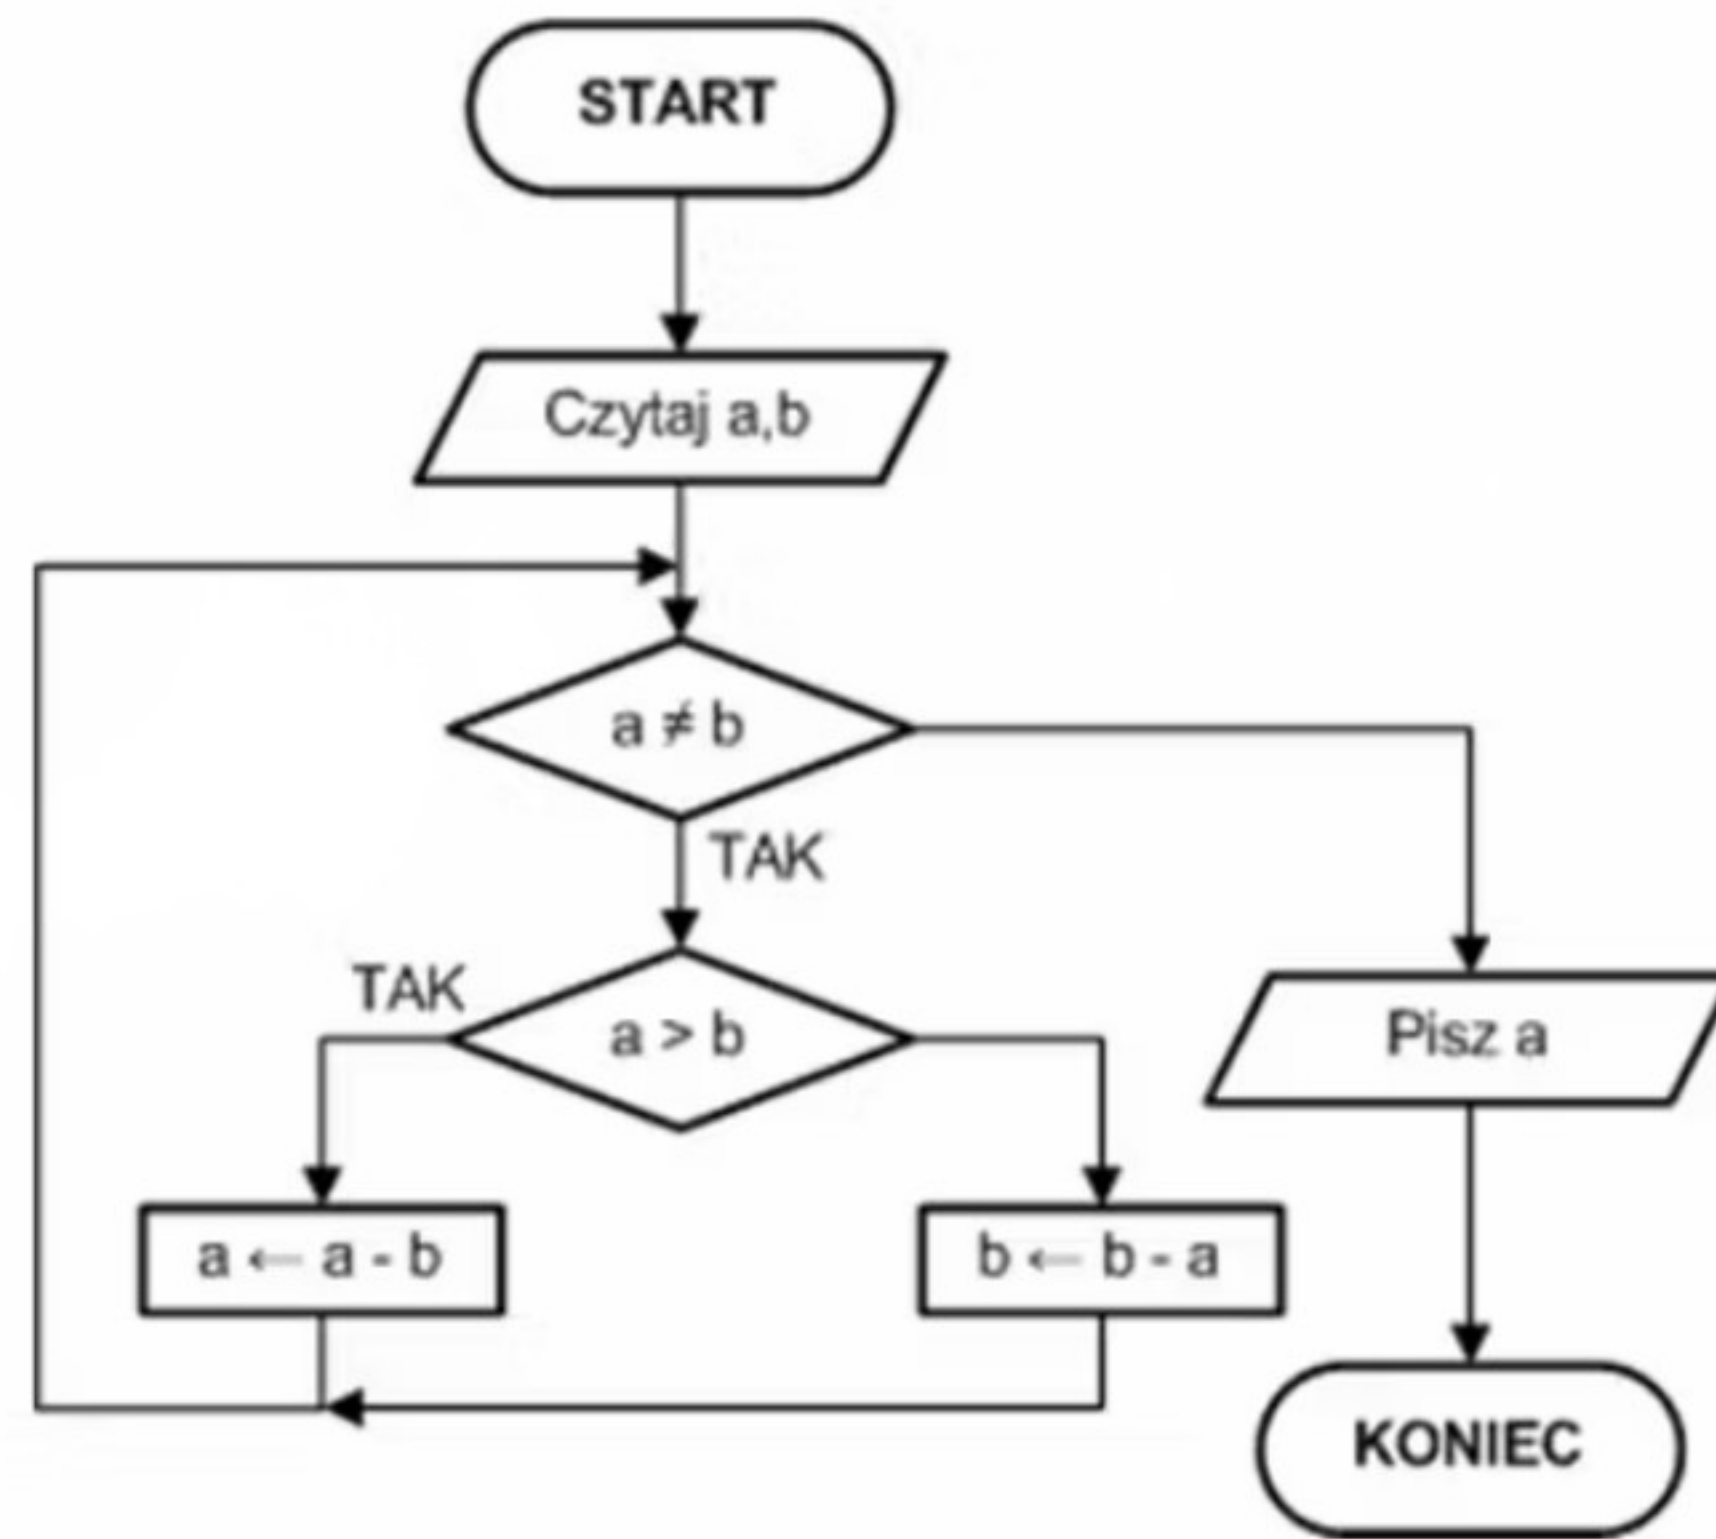 START
Czytaj a,b
a ≠ b
TAK
TAK
a > b
Pisz a
a ← a - b
b ← b - a
KONIEC